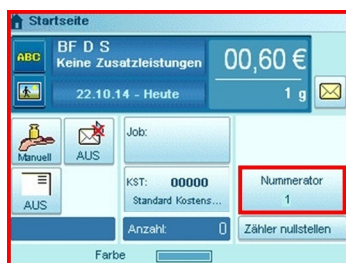 Startseite
ABC
BF D S
Keine Zusatzleistungen
00,60 €
22.10.14 - Heute
1 g
Manuell
AUS
Job:
AUS
KST: 00000
Standard Kostens...
Nummerator
1
Anzahl: 0
Zähler nullstellen
Farbe